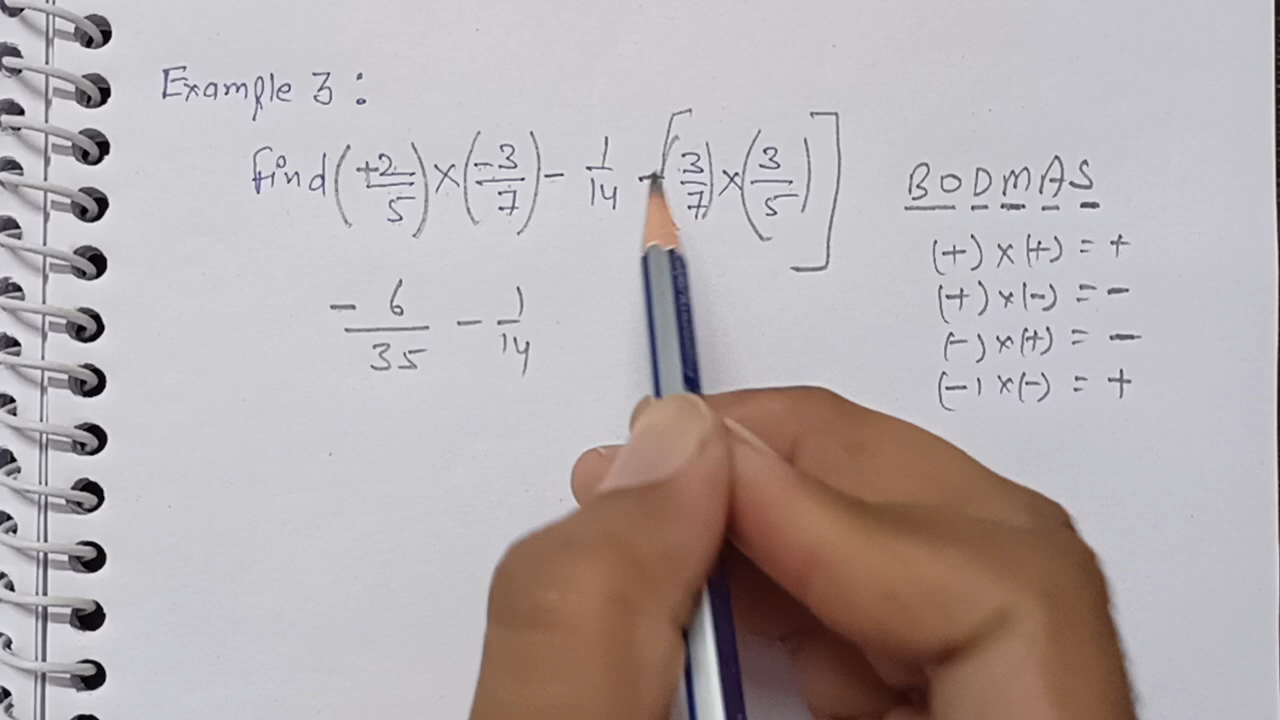 Example 3:
find (+2/5) × (-3/7) - 1/14 - [(3/7) × (3/5)]
- 6/35 - 1/14
BODMAS
(+) × (+) = +
(+) × (-) = -
(-) × (+) = -
(-) × (-) = +